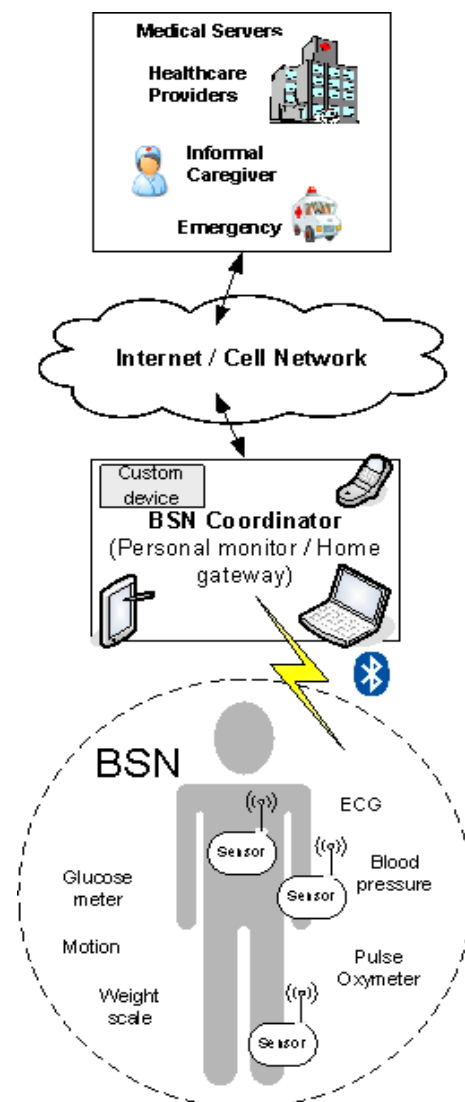 Medical Servers
Healthcare
Providers
Informal
Caregiver
Emergency
Internet / Cell Network
Custom
device
BSN Coordinator
(Personal monitor / Home
gateway)
BSN
ECG
Sensor
Blood
pressure
Sensor
Glucose
meter
Motion
Pulse
Oxymeter
Weight
scale
Sensor